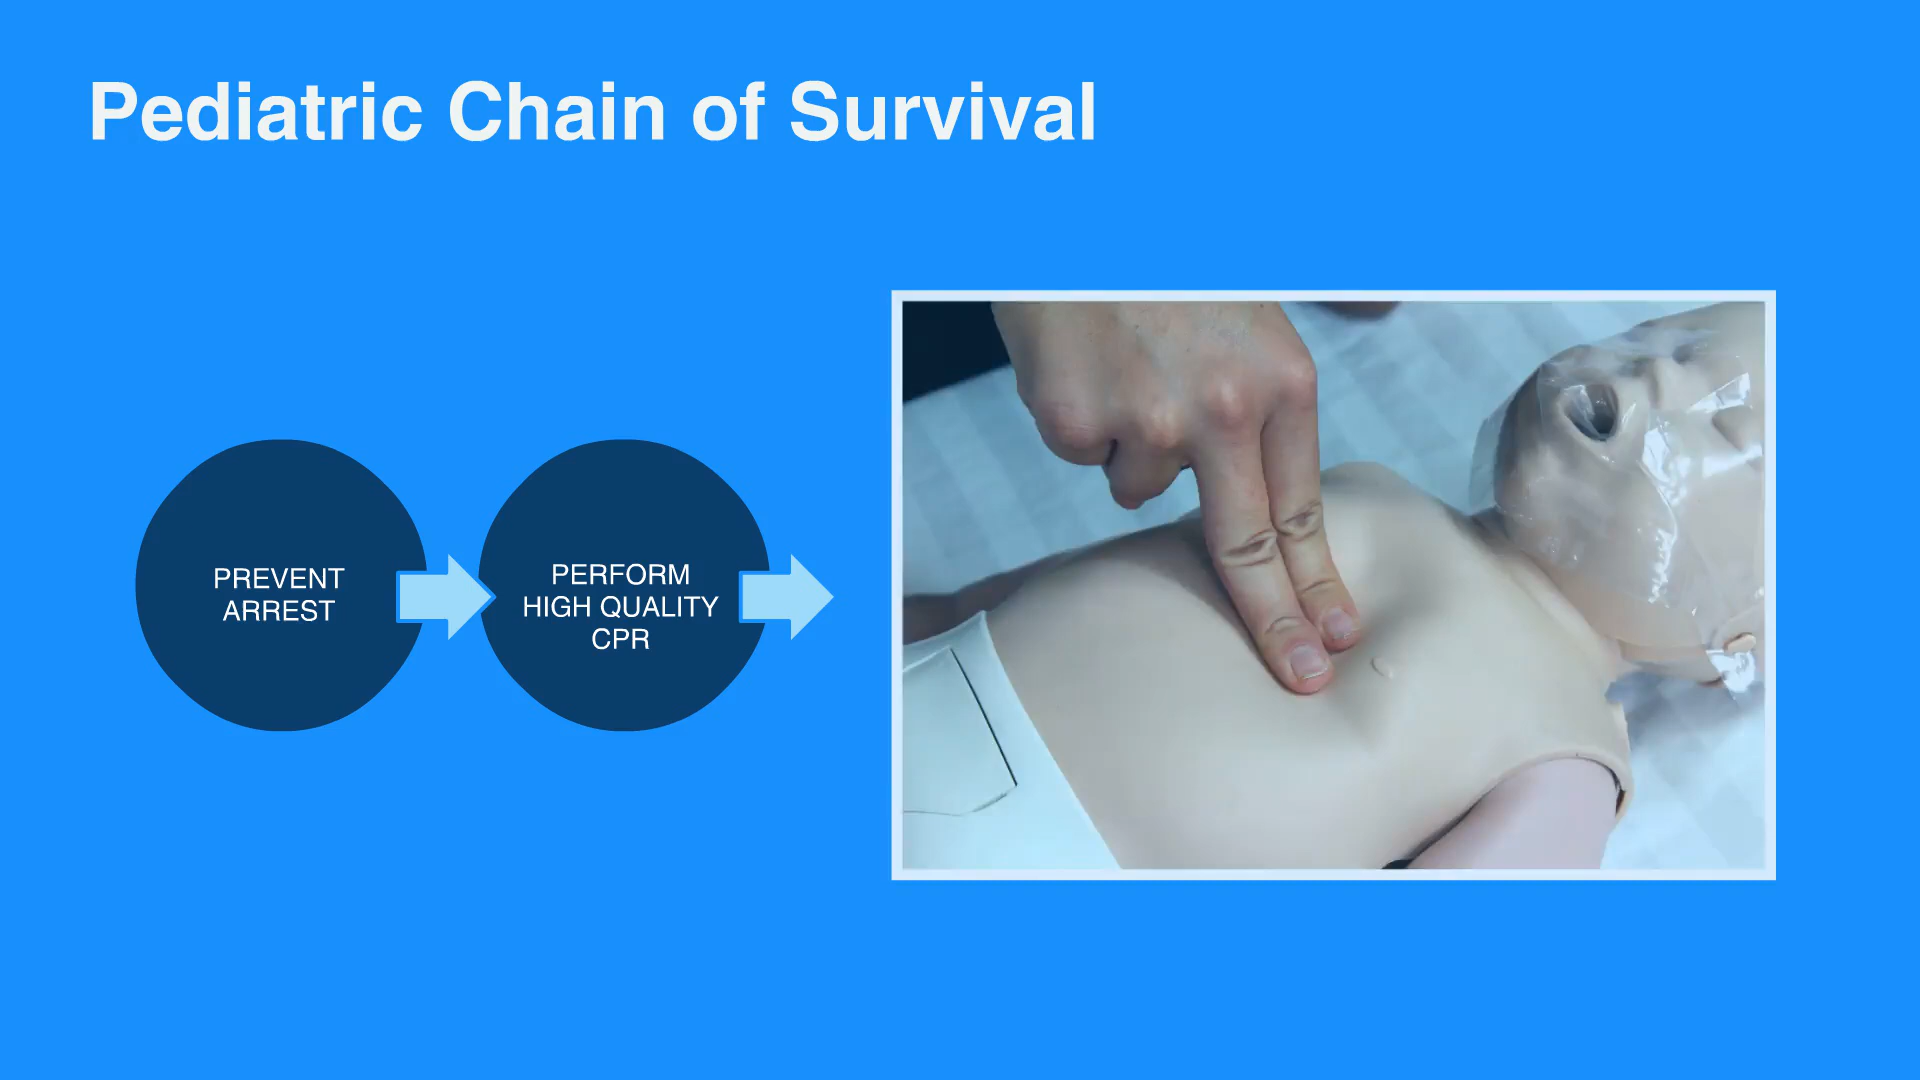 Pediatric Chain of Survival
PREVENT
ARREST
PERFORM
HIGH QUALITY
CPR